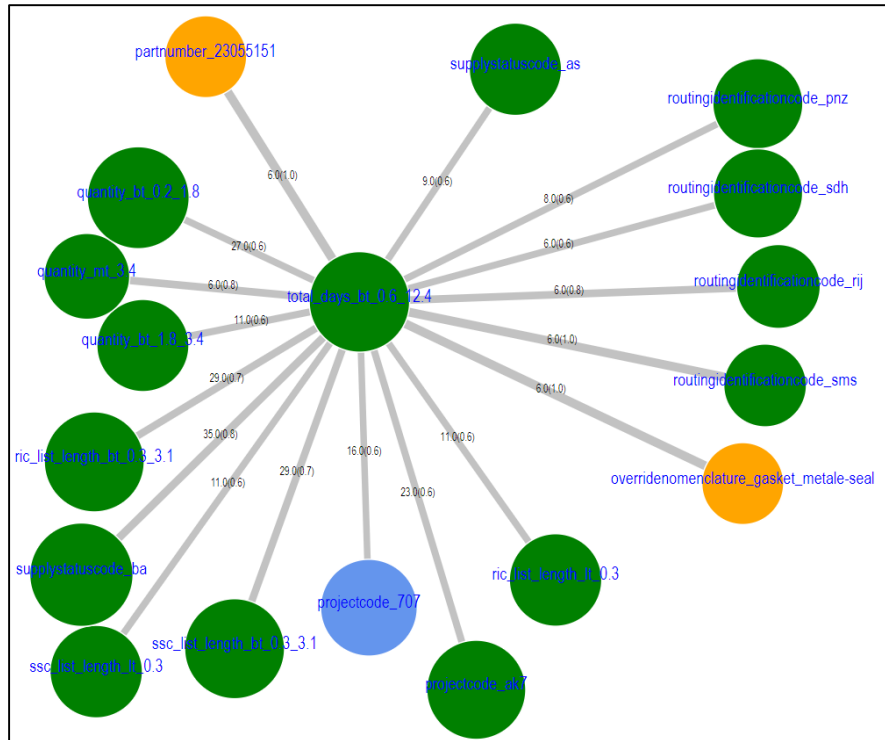 partnumber_23055151
supplystatuscode_as
routingidentificationcode_pnz
6.0(1.0)
9.0(0.6)
quantity_bt_0.2_1.8
8.0(0.6)
routingidentificationcode_sdh
27.0(0.6)
6.0(0.6)
quantity_mt_3.4
6.0(0.8)
total_days_bt_0.6_12.4
6.0(0.8)
routingidentificationcode_rij
11.0(0.6)
quantity_bt_1.8_3.4
6.0(1.0)
29.0(0.7)
routingidentificationcode_sms
6.0(1.0)
35.0(0.8)
11.0(0.6)
ric_list_length_bt_0.3_3.1
29.0(0.7)
16.0(0.6)
overridenomenclature_gasket_metale-seal
11.0(0.6)
23.0(0.6)
supplystatuscode_ba
ric_list_length_lt_0.3
projectcode_707
ssc_list_length_bt_0.3_3.1
ssc_list_length_lt_0.3
projectcode_ak7